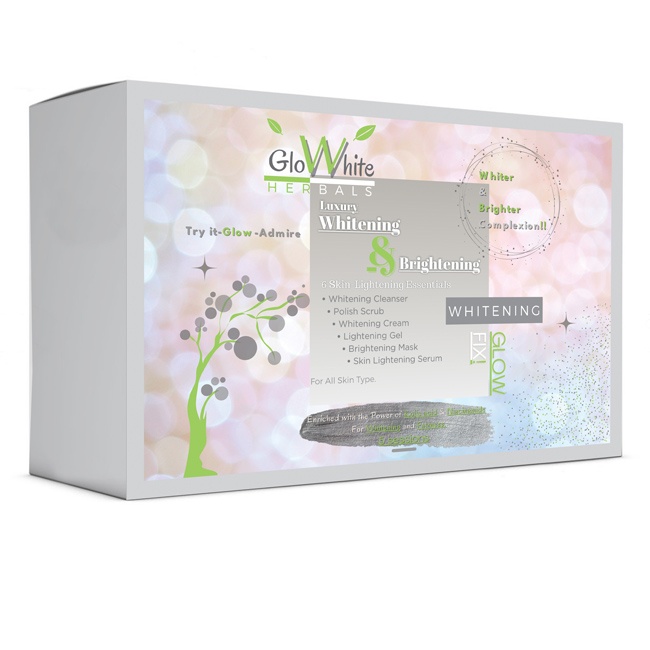 GloWhite
HERBALS
Luxury
Whitening
&
Brightening
6 Skin-Lightening Essentials
• Whitening Cleanser
• Polish Scrub
• Whitening Cream
• Lightening Gel
• Brightening Mask
• Skin Lightening Serum
For All Skin Type.
Try it-Glow-Admire
Whiter
&
Brighter
Complexion!!
WHITENING
GLOW
FIX!
Enriched with the Power of
For and